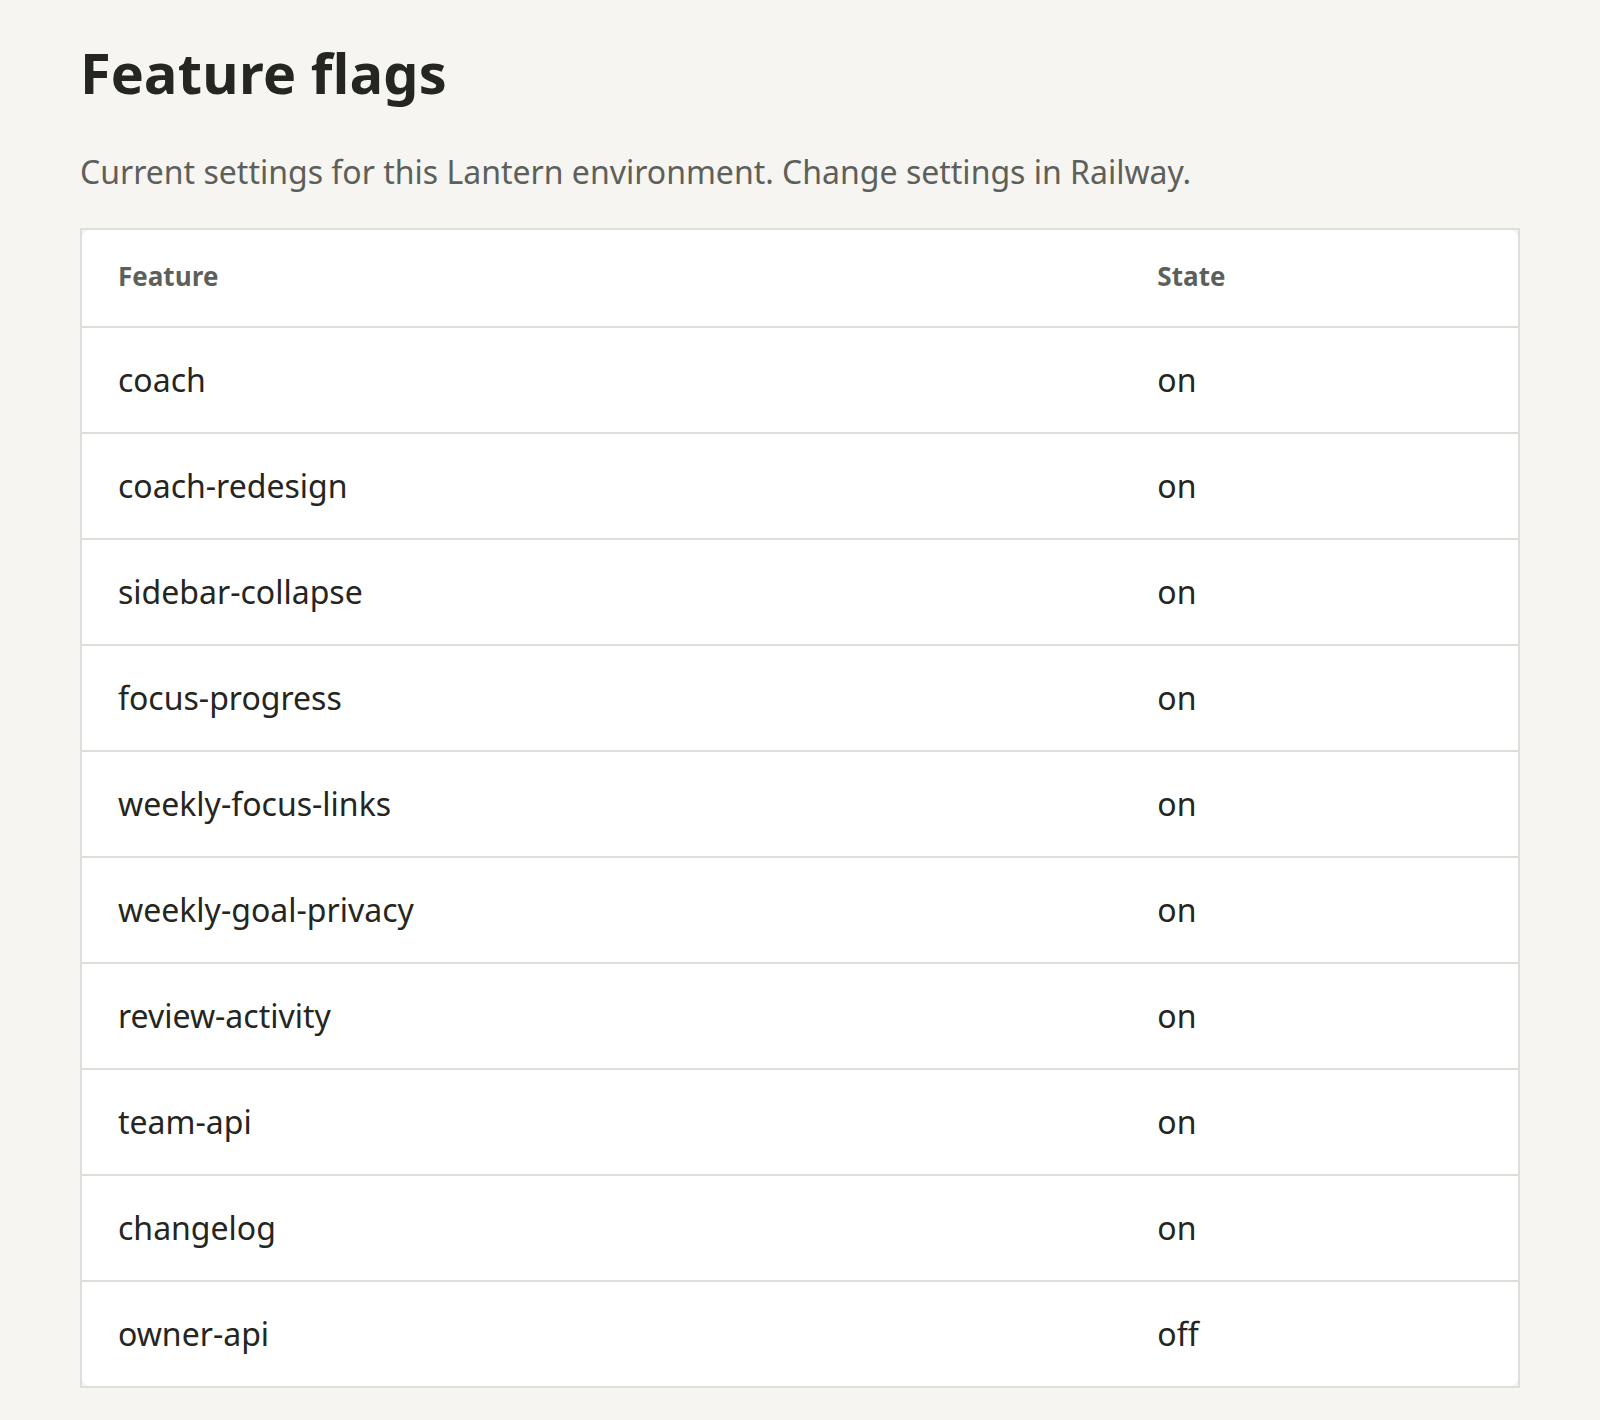 Feature flags
Current settings for this Lantern environment. Change settings in Railway.
Feature State
coach on
coach-redesign on
sidebar-collapse on
focus-progress on
weekly-focus-links on
weekly-goal-privacy on
review-activity on
team-api on
changelog on
owner-api off